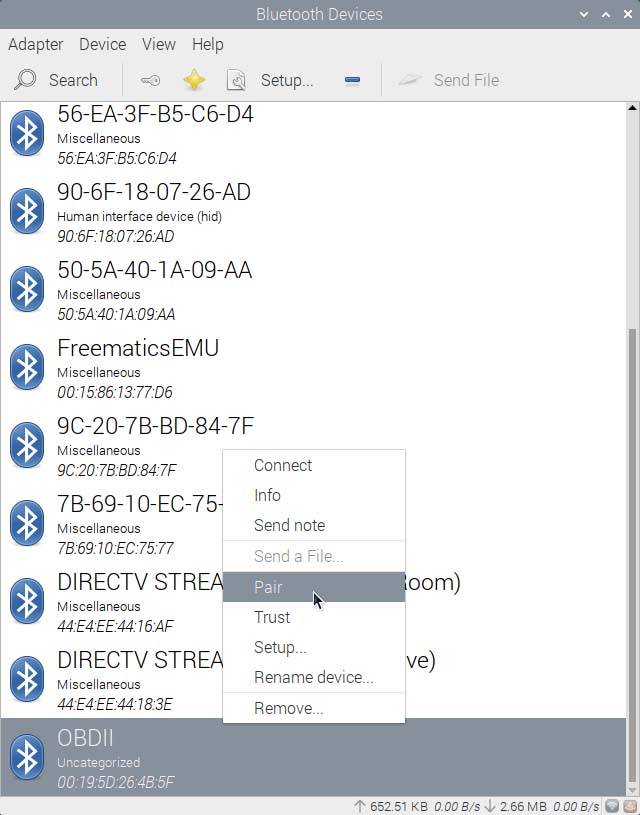 Bluetooth Devices
Adapter Device View Help
Search Setup... Send File
56-EA-3F-B5-C6-D4
Miscellaneous
56:EA:3F:B5:C6:D4
90-6F-18-07-26-AD
Human interface device (hid)
90:6F:18:07:26:AD
50-5A-40-1A-09-AA
Miscellaneous
50:5A:40:1A:09:AA
FreematicsEMU
Miscellaneous
00:15:86:13:77:D6
9C-20-7B-BD-84-7F
Miscellaneous
9C:20:7B:BD:84:7F
7B-69-10-EC-75-
Miscellaneous
7B:69:10:EC:75:77
DIRECTV STREA oom)
Miscellaneous
44:E4:EE:44:16:AF
DIRECTV STREA ve)
Miscellaneous
44:E4:EE:44:18:3E
OBDII
Uncategorized
00:19:5D:26:4B:5F
Connect
Info
Send note
Send a File...
Pair
Trust
Setup...
Rename device...
Remove...
652.51 KB 0.00 B/s 2.66 MB 0.00 B/s